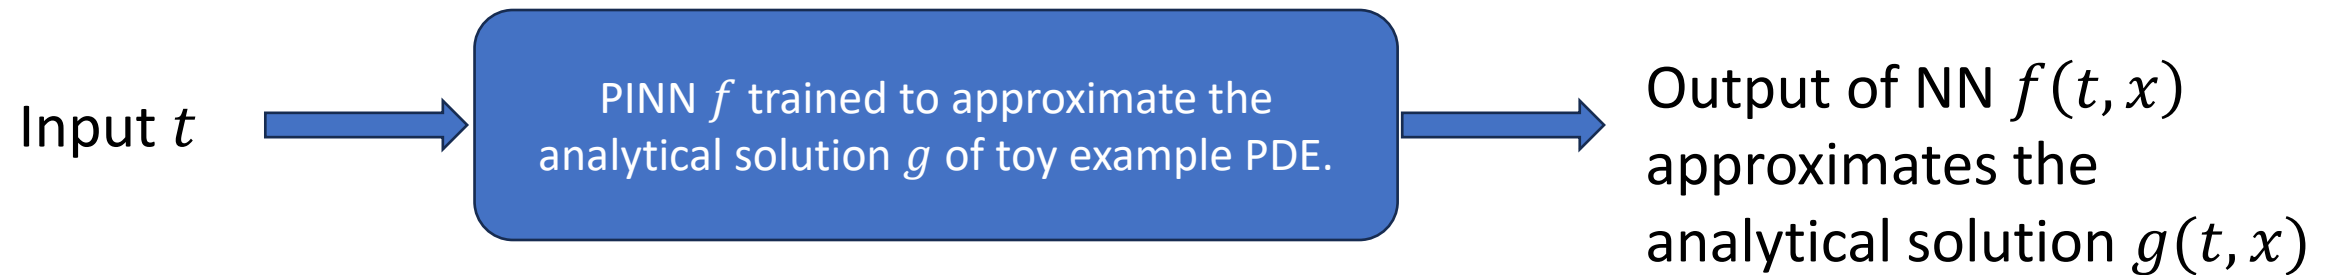 Input t
PINN f trained to approximate the
analytical solution g of toy example PDE.
Output of NN f(t, x)
approximates the
analytical solution g(t, x)